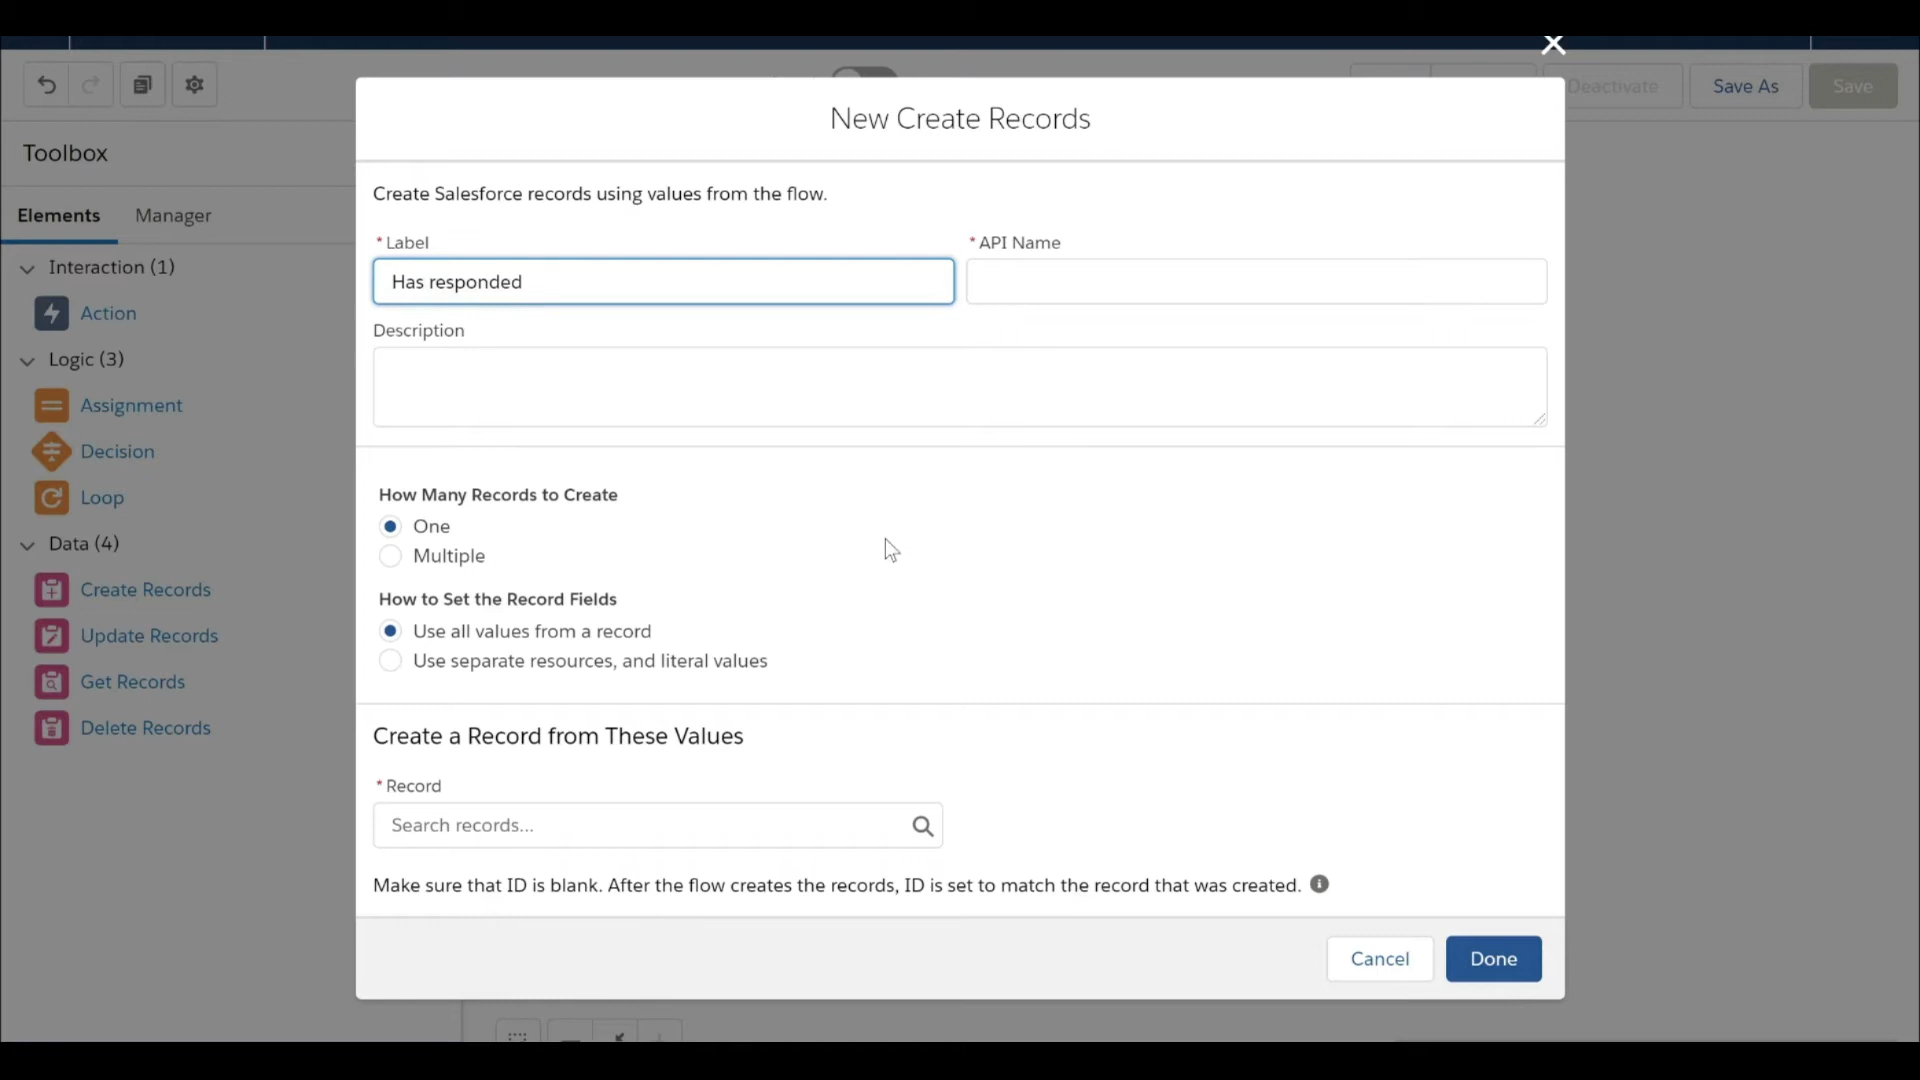 New Create Records
Deactivate
Save As
Save
Toolbox
Create Salesforce records using values from the flow.
Elements
Manager
* Label
* API Name
Interaction (1)
Has responded
Action
Description
Logic (3)
Assignment
Decision
Loop
How Many Records to Create
One
Multiple
Data (4)
Create Records
How to Set the Record Fields
Update Records
Use all values from a record
Use separate resources, and literal values
Get Records
Delete Records
Create a Record from These Values
* Record
Search records...
Make sure that ID is blank. After the flow creates the records, ID is set to match the record that was created.
Cancel
Done